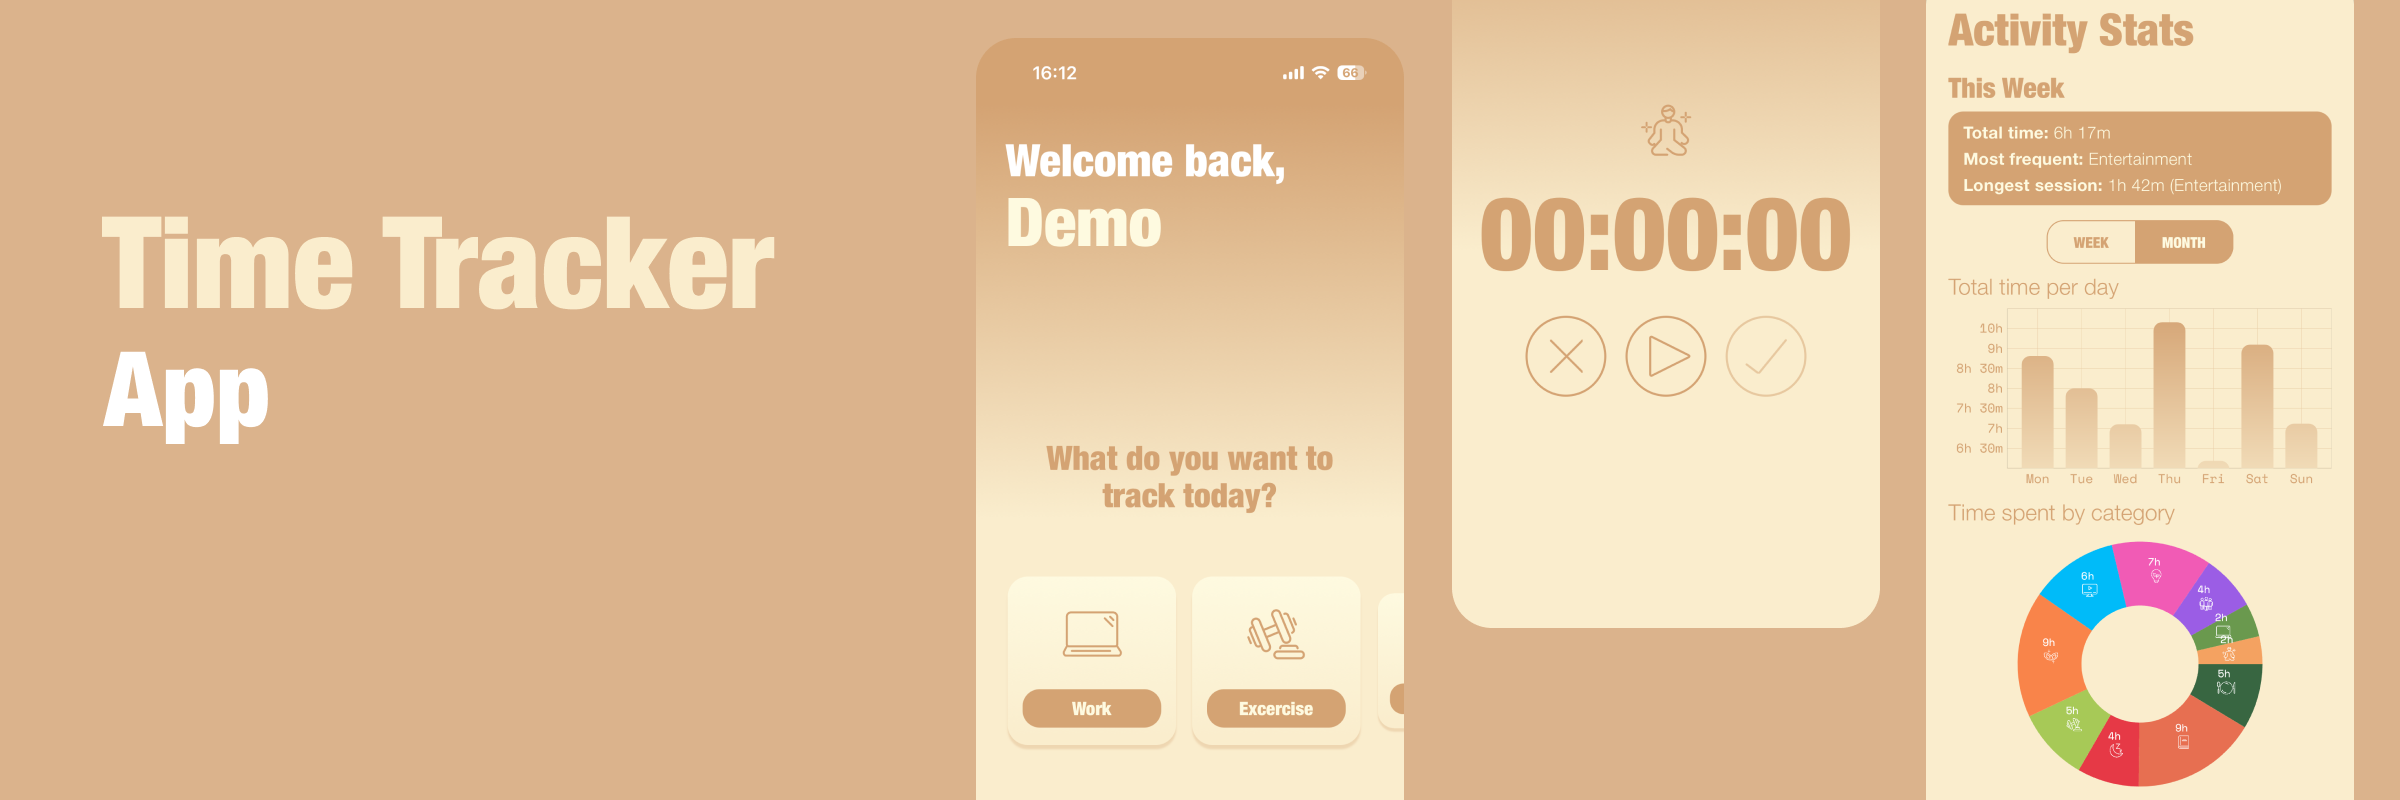 Time Tracker
App
16:12
66
Welcome back,
Demo
What do you want to
track today?
Work
Excercise
00:00:00
Activity Stats
This Week
Total time: 6h 17m
Most frequent: Entertainment
Longest session: 1h 42m (Entertainment)
WEEK MONTH
Total time per day
10h
9h
8h 30m
8h
7h 30m
7h
6h 30m
Mon Tue Wed Thu Fri Sat Sun
Time spent by category
7h
6h
4h
2h
2h
9h
5h
5h
9h
4h